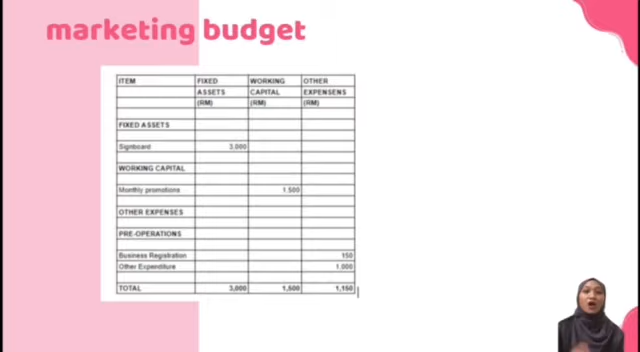 marketing budget
ITEM FIXED WORKING OTHER
ASSETS CAPITAL EXPENSENS
(RM) (RM) (RM)
FIXED ASSETS
Signboard 3,000
WORKING CAPITAL
Monthly promotions 1,500
OTHER EXPENSES
PRE-OPERATIONS
Business Registration 150
Other Expenditure 1,000
TOTAL 3,000 1,500 1,150